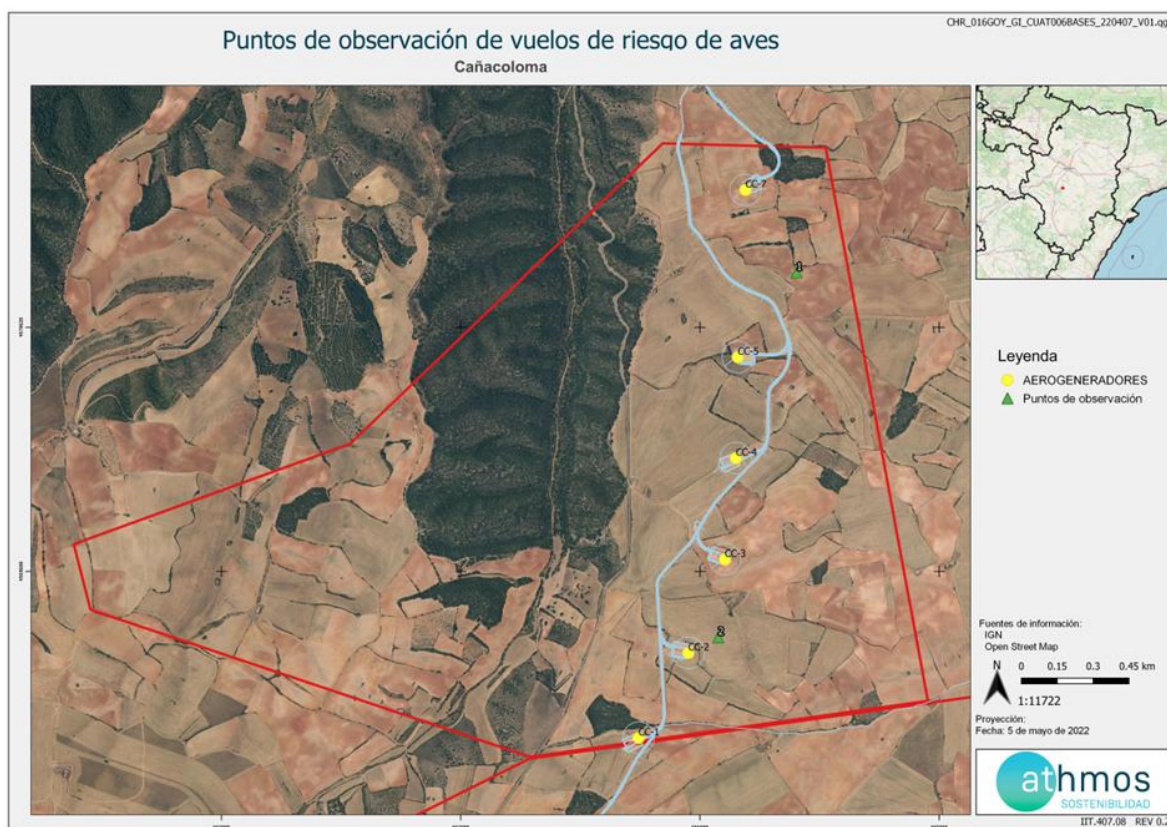 CHR_016GOY_GI_CUAT006BASES_220407_V01.qg
Puntos de observación de vuelos de riesgo de aves
Cañacoloma
CC-7
1
CC-5
CC-4
CC-3
2
CC-2
CC-1
Leyenda
AEROGENERADORES
Puntos de observación
Fuentes de información:
IGN
Open Street Map
N 0 0.15 0.3 0.45 km
1:11722
Proyección:
Fecha: 5 de mayo de 2022
athmos
SOSTENIBILIDAD
IIT.407.08 REV 0.2